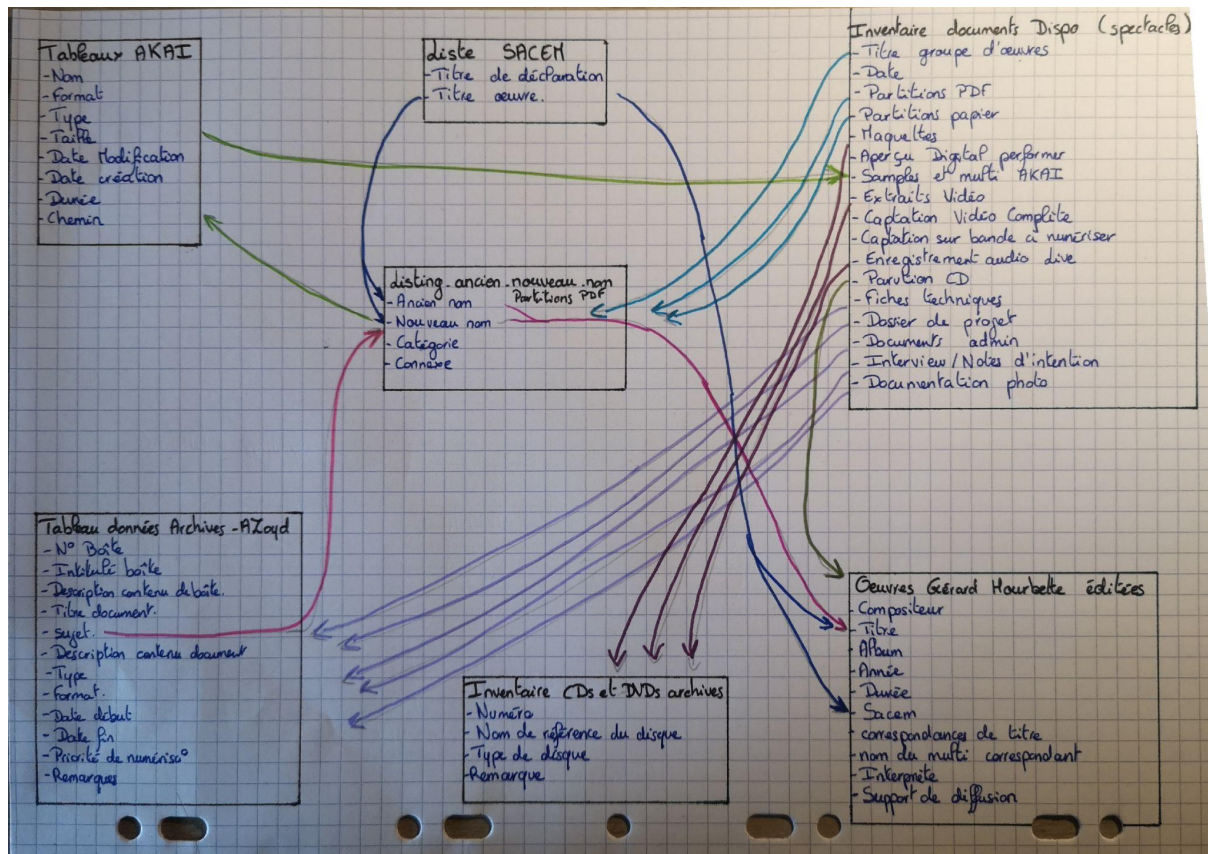 Tableaux AKAI
- Nom
- Format
- Type
- Taille
- Date Modification
- Date création
- Durée
- Chemin
Liste SACEM
- Titre de déclaration
- Titre œuvre.
Inventaire documents Dispo (spectacles)
- Titre groupe d'œuvres
- Date
- Partitions PDF
- Partitions papier
- Maquettes
- Aperçu Digital performer
- Samples et multi AKAI
- Extraits Vidéo
- Captation Vidéo Complète
- Captation sur bande à numériser
- Enregistrement audio live
- Parution CD
- Fiches techniques
- Dossier de projet
- Documents admin
- Interview/Notes d'intention
- Documentation photo
Listing-ancien-nouveau-nom
Partitions PDF
- Ancien nom
- Nouveau nom
- Catégorie
- Connexe
Tableau données Archives-AZoyd
- N° Boîte
- Intitulé boîte
- Description contenu de boîte.
- Titre document.
- Sujet.
- Description contenu document
- Type
- Format.
- Date début
- Date fin
- Priorité de numérisa°
- Remarques
Inventaire CDs et DVDs archives
- Numéro
- Nom de référence du disque
- Type de disque
- Remarque
Oeuvres Gérard Hourbette éditées
- Compositeur
- Titre
- Album
- Année
- Durée
- Sacem
- correspondances de titre
- nom du multi correspondant
- Interprète
- Support de diffusion